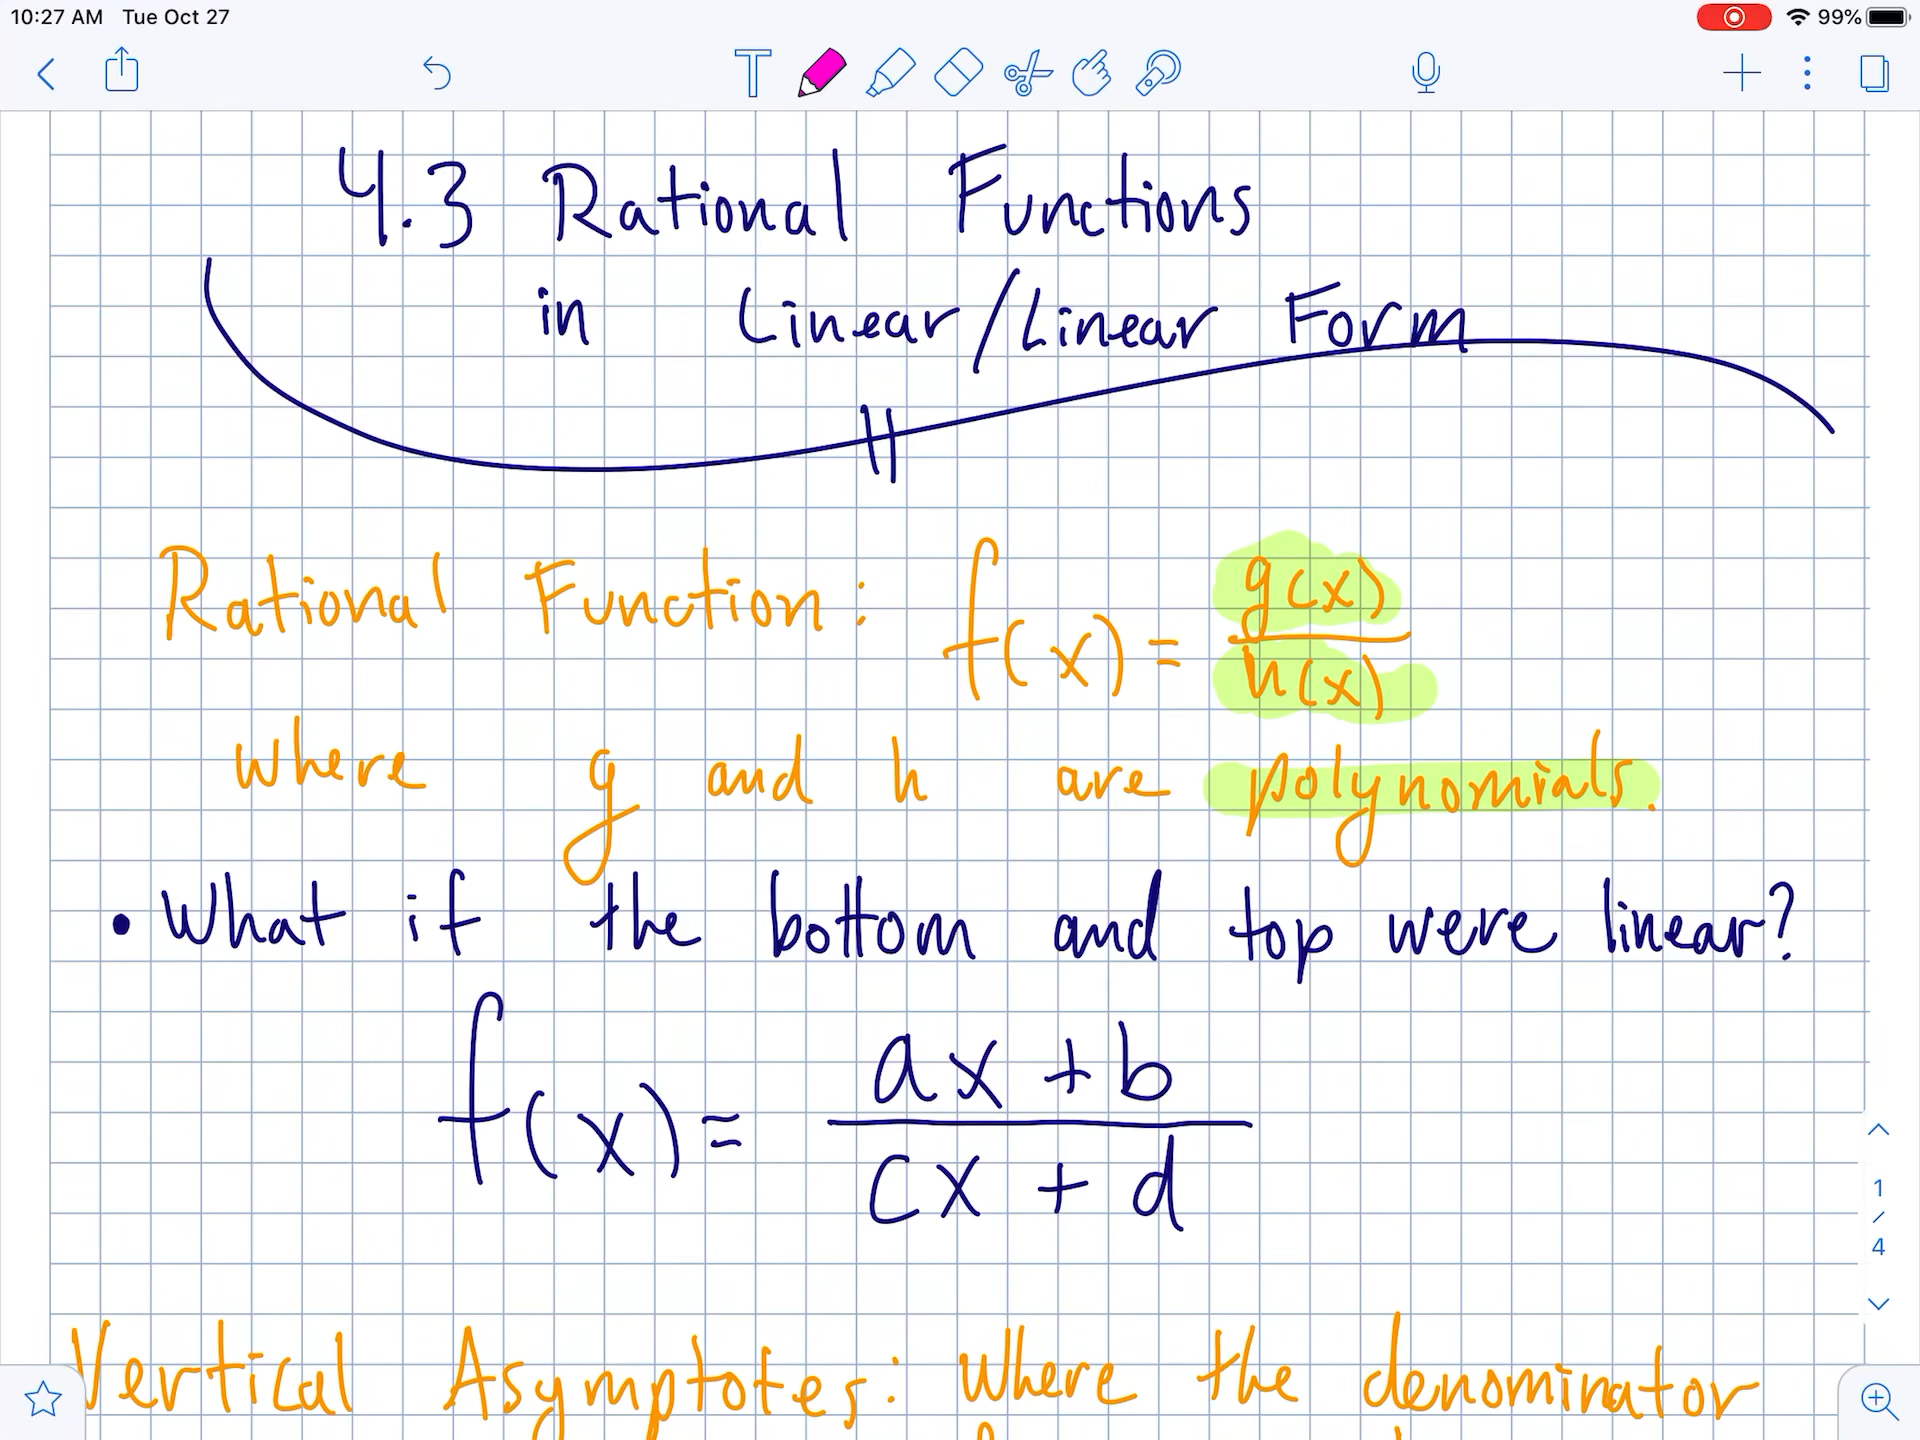 10:27 AM Tue Oct 27 99%
4.3 Rational Functions
in Linear/Linear Form
Rational Function: f(x) = g(x)/h(x)
where g and h are polynomials.
• What if the bottom and top were linear?
f(x) = (ax + b)/(cx + d)
1/4
Vertical Asymptotes: Where the denominator